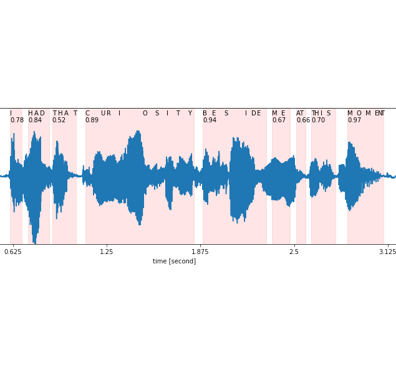 I HAD THAT CURIOSITY BESIDE ME AT THIS MOMENT
0.78 0.84 0.52 0.89 0.94 0.67 0.66 0.70 0.97
0.625 1.25 1.875 2.5 3.125
time [second]